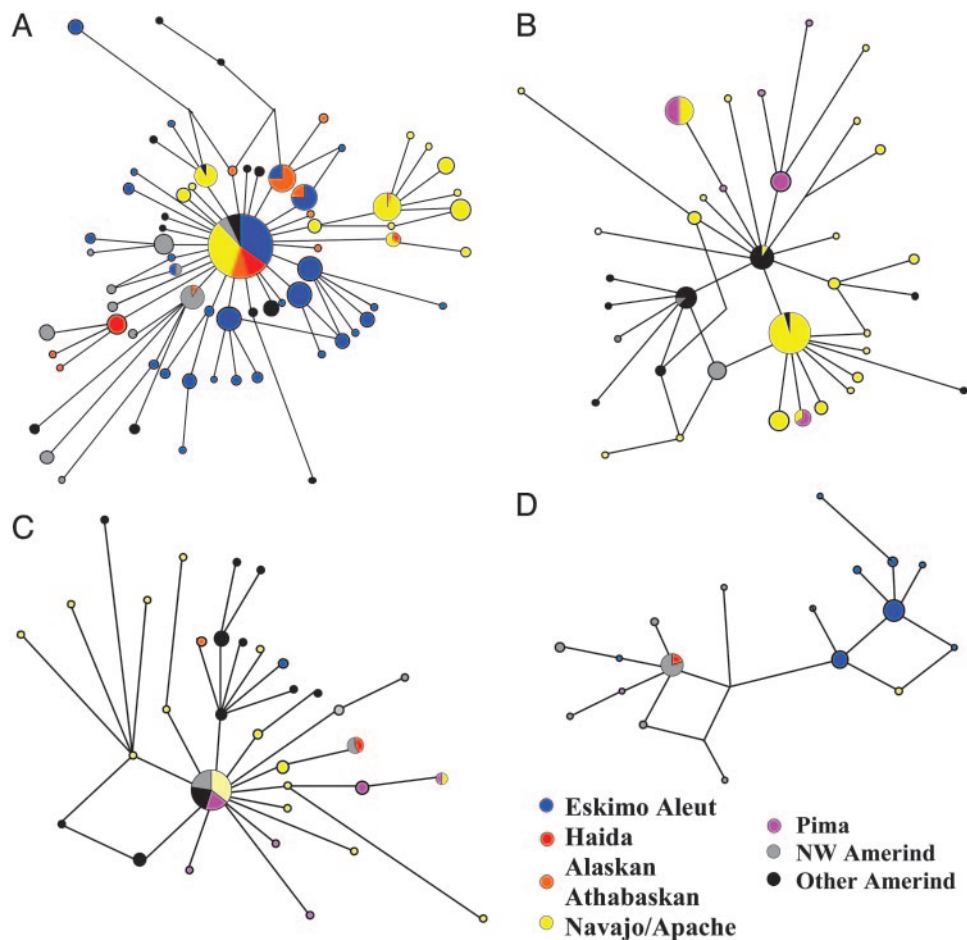 A
B
C
D
Eskimo Aleut
Haida
Alaskan
Athabaskan
Navajo/Apache
Pima
NW Amerind
Other Amerind